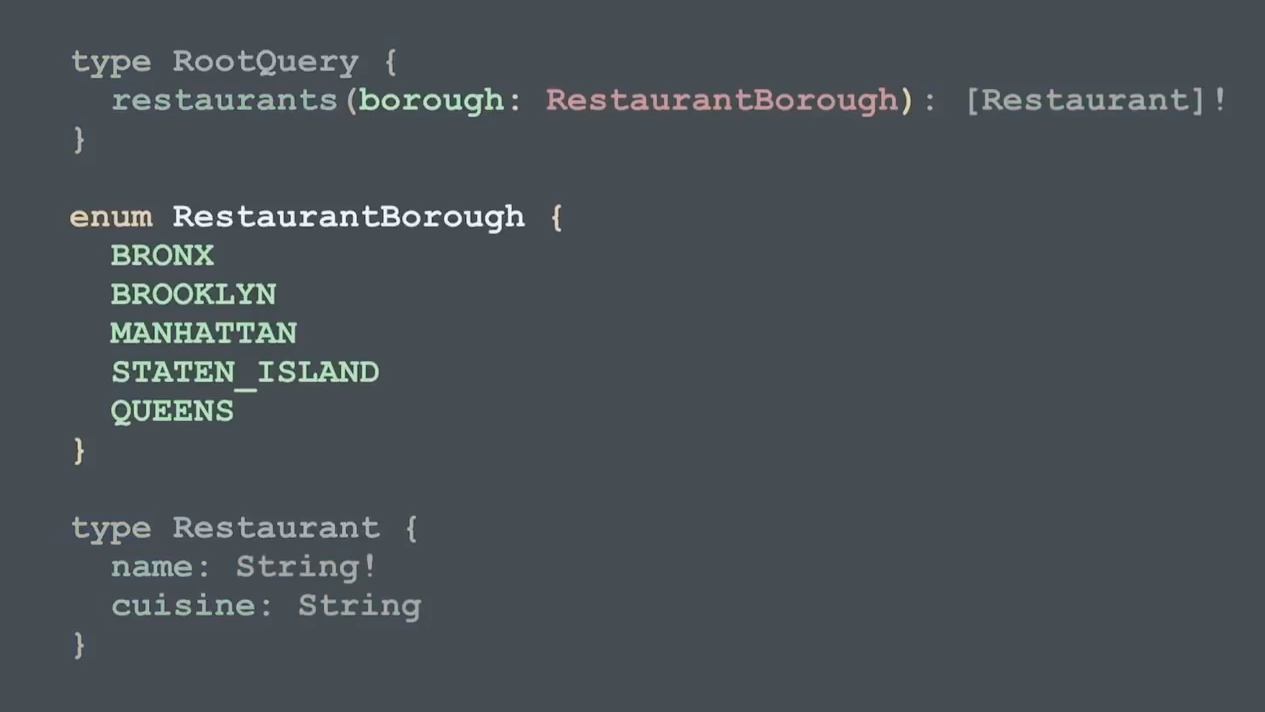 type RootQuery {
  restaurants(borough: RestaurantBorough): [Restaurant]!
}
enum RestaurantBorough {
  BRONX
  BROOKLYN
  MANHATTAN
  STATEN_ISLAND
  QUEENS
}
type Restaurant {
  name: String!
  cuisine: String
}